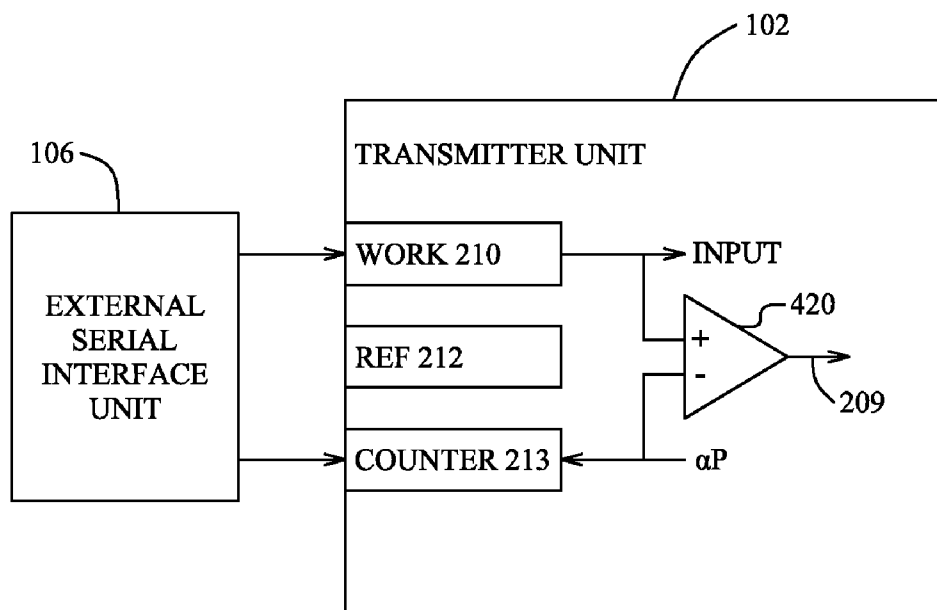 102
106
TRANSMITTER UNIT
WORK 210
INPUT
EXTERNAL
SERIAL
INTERFACE
UNIT
420
+
REF 212
-
209
COUNTER 213
αP